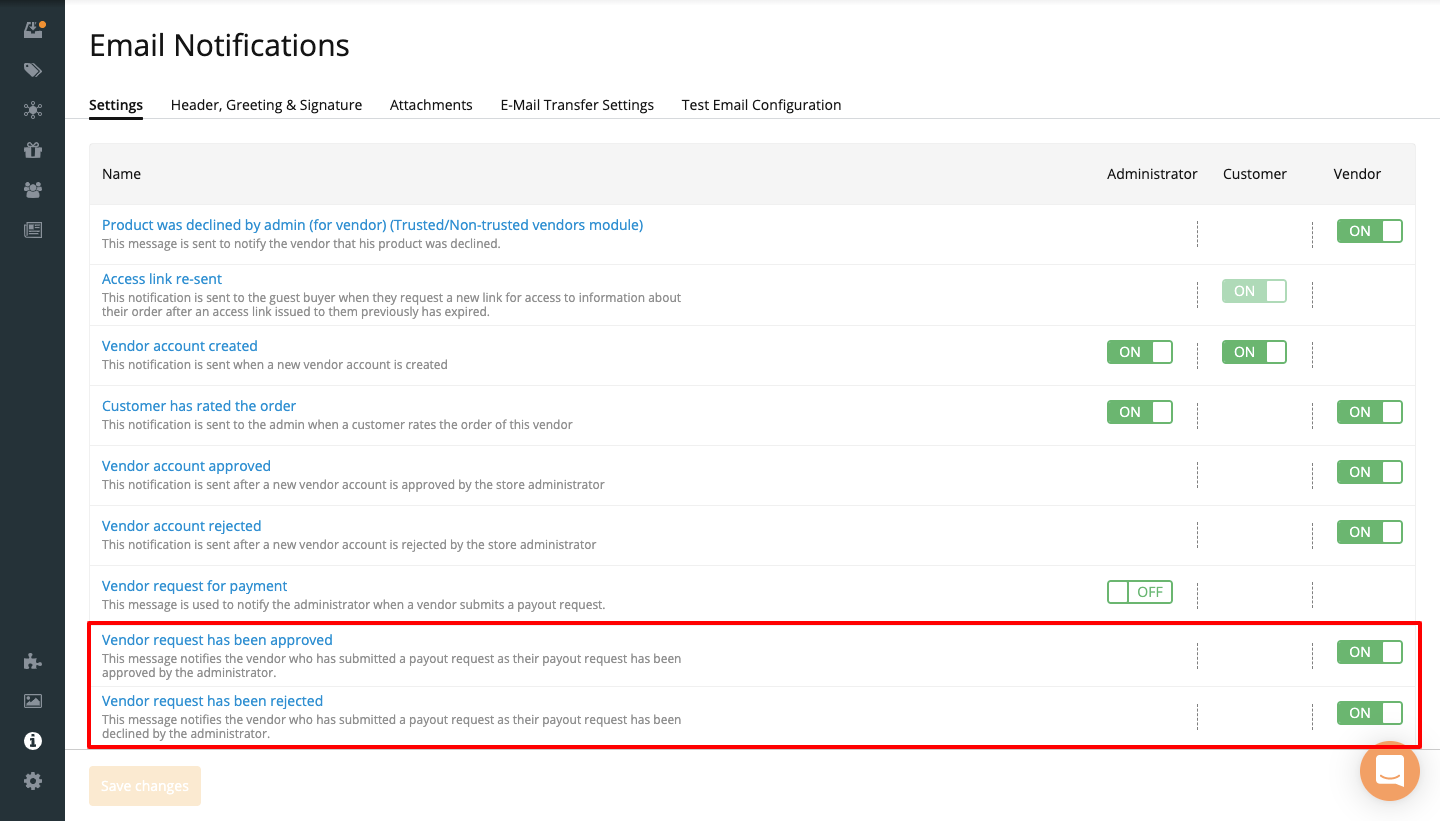 Email Notifications
Settings Header, Greeting & Signature Attachments E-Mail Transfer Settings Test Email Configuration
Name Administrator Customer Vendor
Product was declined by admin (for vendor) (Trusted/Non-trusted vendors module)
This message is sent to notify the vendor that his product was declined.
ON
Access link re-sent
This notification is sent to the guest buyer when they request a new link for access to information about
their order after an access link issued to them previously has expired.
ON
Vendor account created
This notification is sent when a new vendor account is created
ON ON
Customer has rated the order
This notification is sent to the admin when a customer rates the order of this vendor
ON ON
Vendor account approved
This notification is sent after a new vendor account is approved by the store administrator
ON
Vendor account rejected
This notification is sent after a new vendor account is rejected by the store administrator
ON
Vendor request for payment
This message is used to notify the administrator when a vendor submits a payout request.
OFF
Vendor request has been approved
This message notifies the vendor who has submitted a payout request as their payout request has been
approved by the administrator.
ON
Vendor request has been rejected
This message notifies the vendor who has submitted a payout request as their payout request has been
declined by the administrator.
ON
Save changes